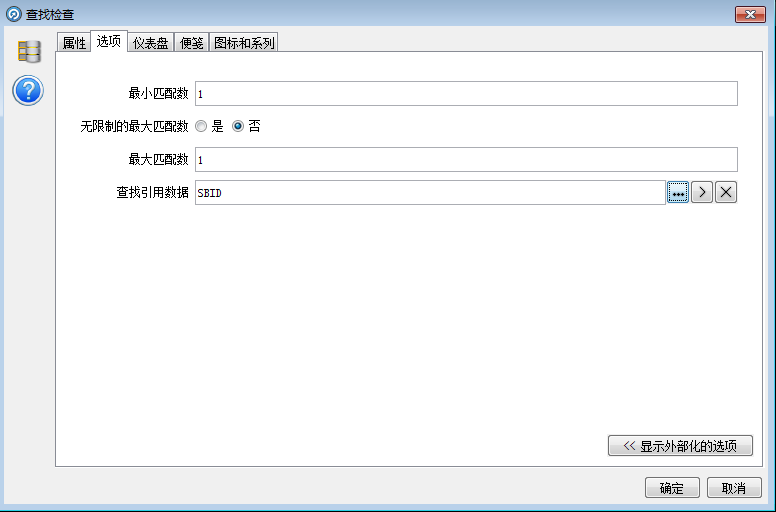 查找检查
属性 选项 仪表盘 便笺 图标和系列
最小匹配数 1
无限制的最大匹配数 是 否
最大匹配数 1
查找引用数据 SBID ...
<< 显示外部化的选项
确定 取消